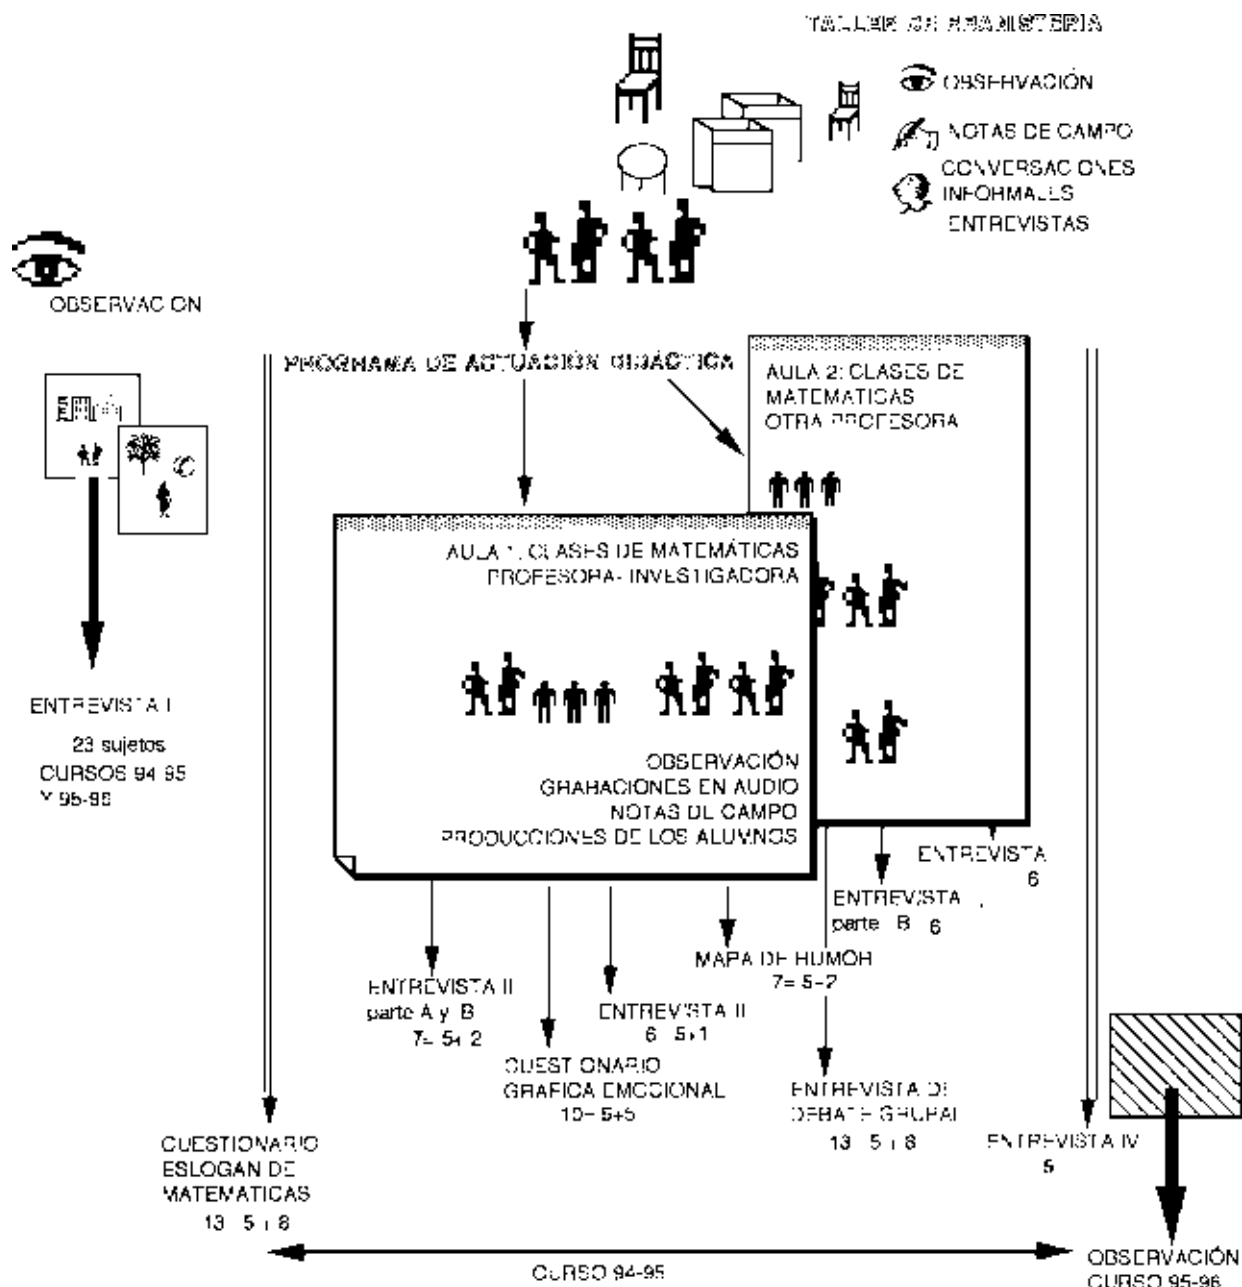 TALLER DE EBANISTERIA
OBSERVACIÓN
NOTAS DE CAMPO
CONVERSACIONES
INFORMALES
ENTREVISTAS
OBSERVACION
PROGRAMA DE ACTUACIÓN DIDÁCTICA
AULA 2: CLASES DE
MATEMATICAS
OTRA PROFESORA
AULA 1: CLASES DE MATEMÁTICAS
PROFESORA- INVESTIGADORA
ENTREVISTA I
23 sujetos
CURSOS 94-95
Y 95-96
OBSERVACIÓN
GRABACIONES EN AUDIO
NOTAS DE CAMPO
PRODUCCIONES DE LOS ALUMNOS
ENTREVISTA
6
ENTREVISTA
parte B 6
MAPA DE HUMOR
7= 5+2
ENTREVISTA II
parte A y B
7= 5+ 2
ENTREVISTA II
6 5+1
CUESTIONARIO
GRAFICA EMOCIONAL
10= 5+5
ENTREVISTA DE
DEBATE GRUPAL
13 5 + 8
ENTREVISTA IV
5
CUESTIONARIO
ESLOGAN DE
MATEMATICAS
13 5 + 8
CURSO 94-95
OBSERVACIÓN
CURSO 95-96